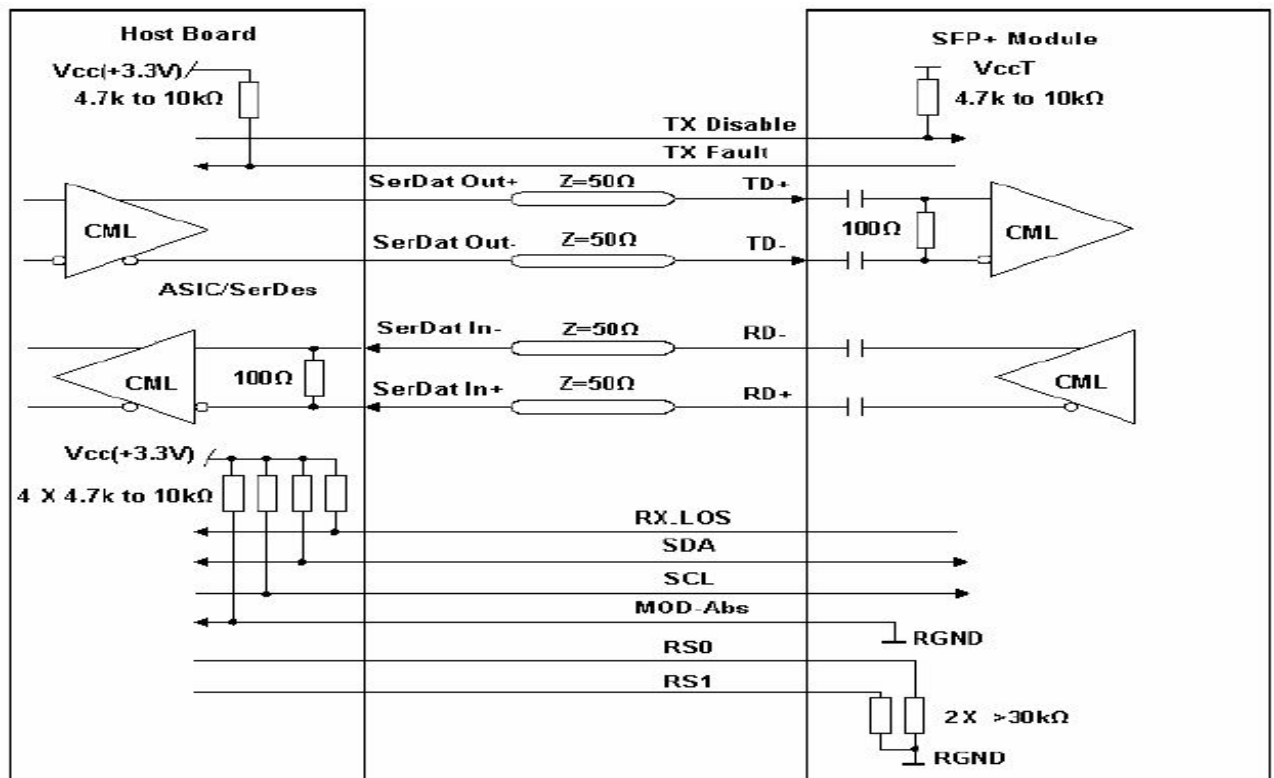 Host Board
SFP+ Module
Vcc(+3.3V)
4.7k to 10kΩ
VccT
4.7k to 10kΩ
TX Disable
TX Fault
SerDat Out+
Z=50Ω
TD+
CML
100Ω
CML
SerDat Out-
Z=50Ω
TD-
ASIC/SerDes
SerDat In-
Z=50Ω
RD-
CML
100Ω
CML
SerDat In+
Z=50Ω
RD+
Vcc(+3.3V)
4 X 4.7k to 10kΩ
RX_LOS
SDA
SCL
MOD-Abs
RGND
RS0
RS1
2X >30kΩ
RGND